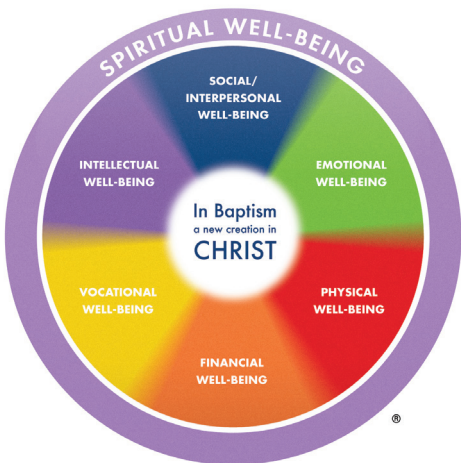 SPIRITUAL WELL-BEING
SOCIAL/
INTERPERSONAL
WELL-BEING
INTELLECTUAL
WELL-BEING
EMOTIONAL
WELL-BEING
In Baptism
a new creation in
CHRIST
VOCATIONAL
WELL-BEING
PHYSICAL
WELL-BEING
FINANCIAL
WELL-BEING
®